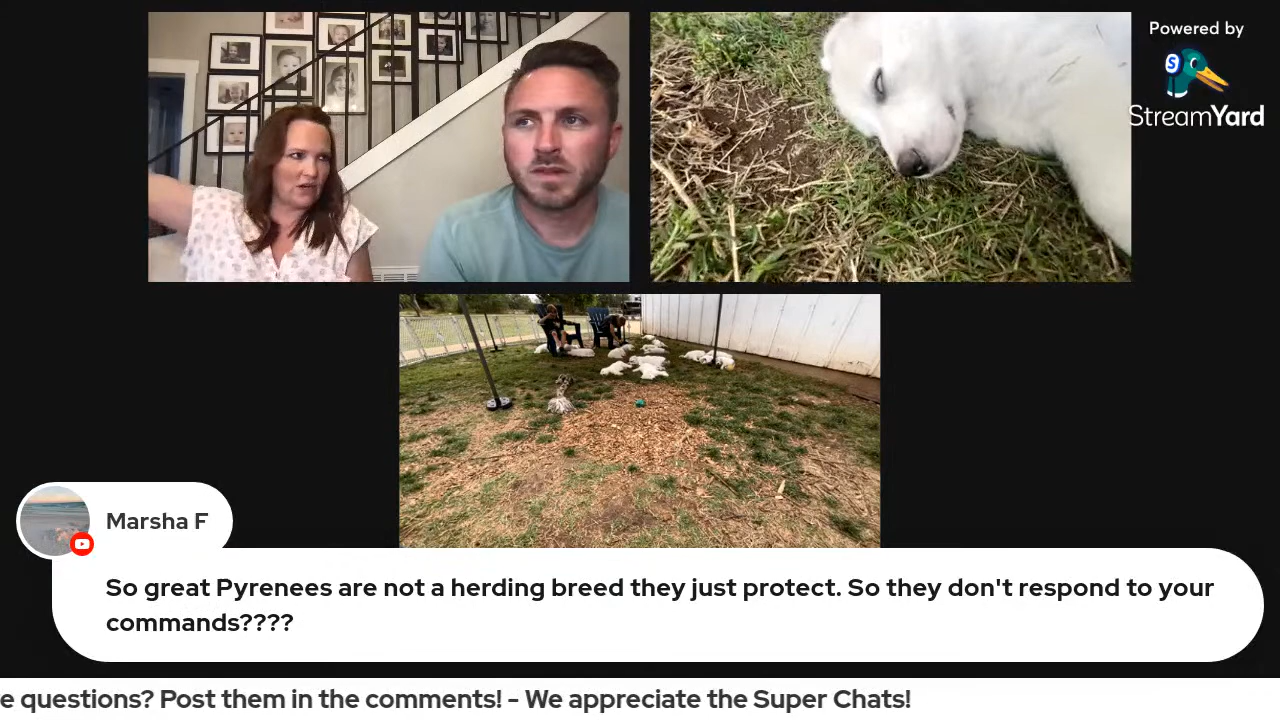 Powered by
StreamYard
Marsha F
So great Pyrenees are not a herding breed they just protect. So they don't respond to your
commands????
e questions? Post them in the comments! - We appreciate the Super Chats!